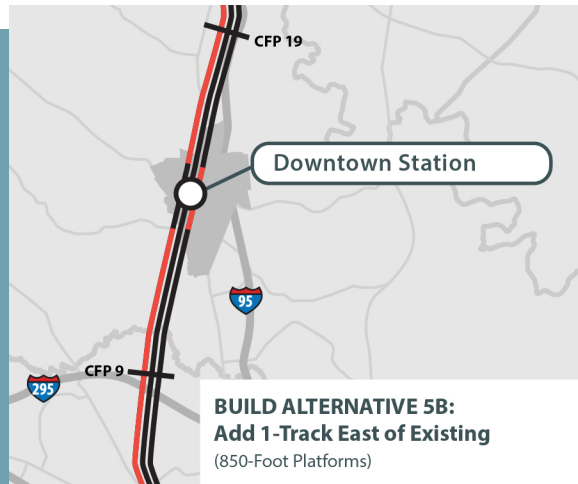 CFP 19
Downtown Station
95
CFP 9
295
BUILD ALTERNATIVE 5B:
Add 1-Track East of Existing
(850-Foot Platforms)